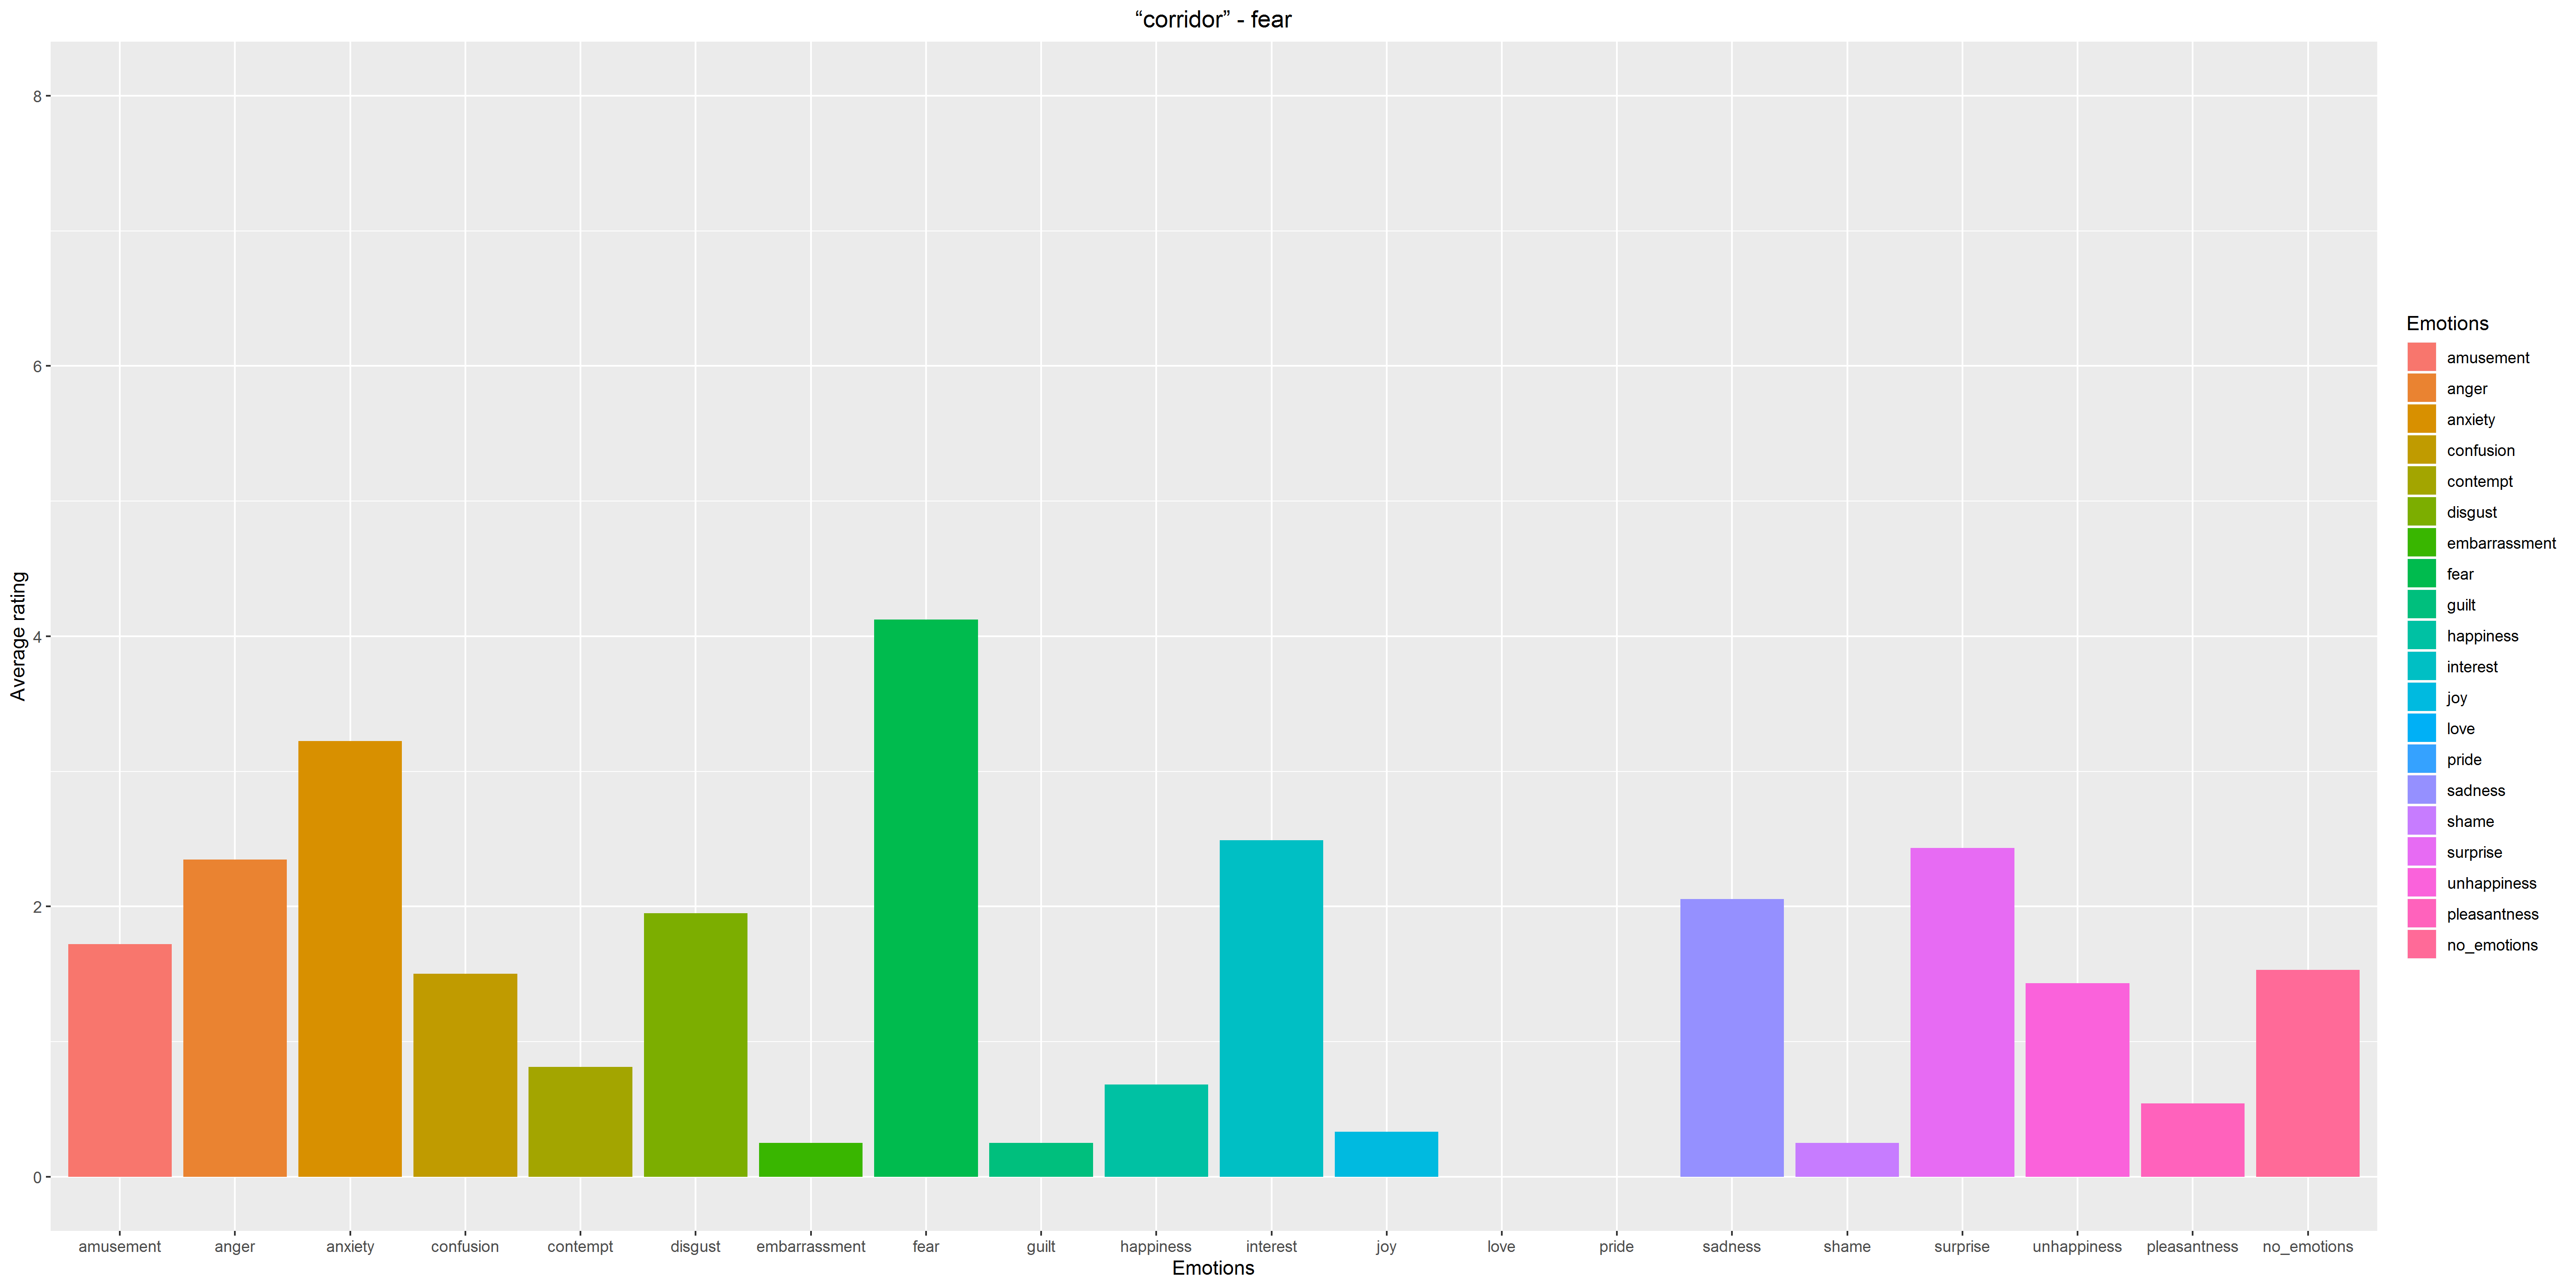 “corridor” - fear
8
6
4
2
0
Average rating
amusement anger anxiety confusion contempt disgust embarrassment fear guilt happiness interest joy love pride sadness shame surprise unhappiness pleasantness no_emotions
Emotions
Emotions
amusement
anger
anxiety
confusion
contempt
disgust
embarrassment
fear
guilt
happiness
interest
joy
love
pride
sadness
shame
surprise
unhappiness
pleasantness
no_emotions